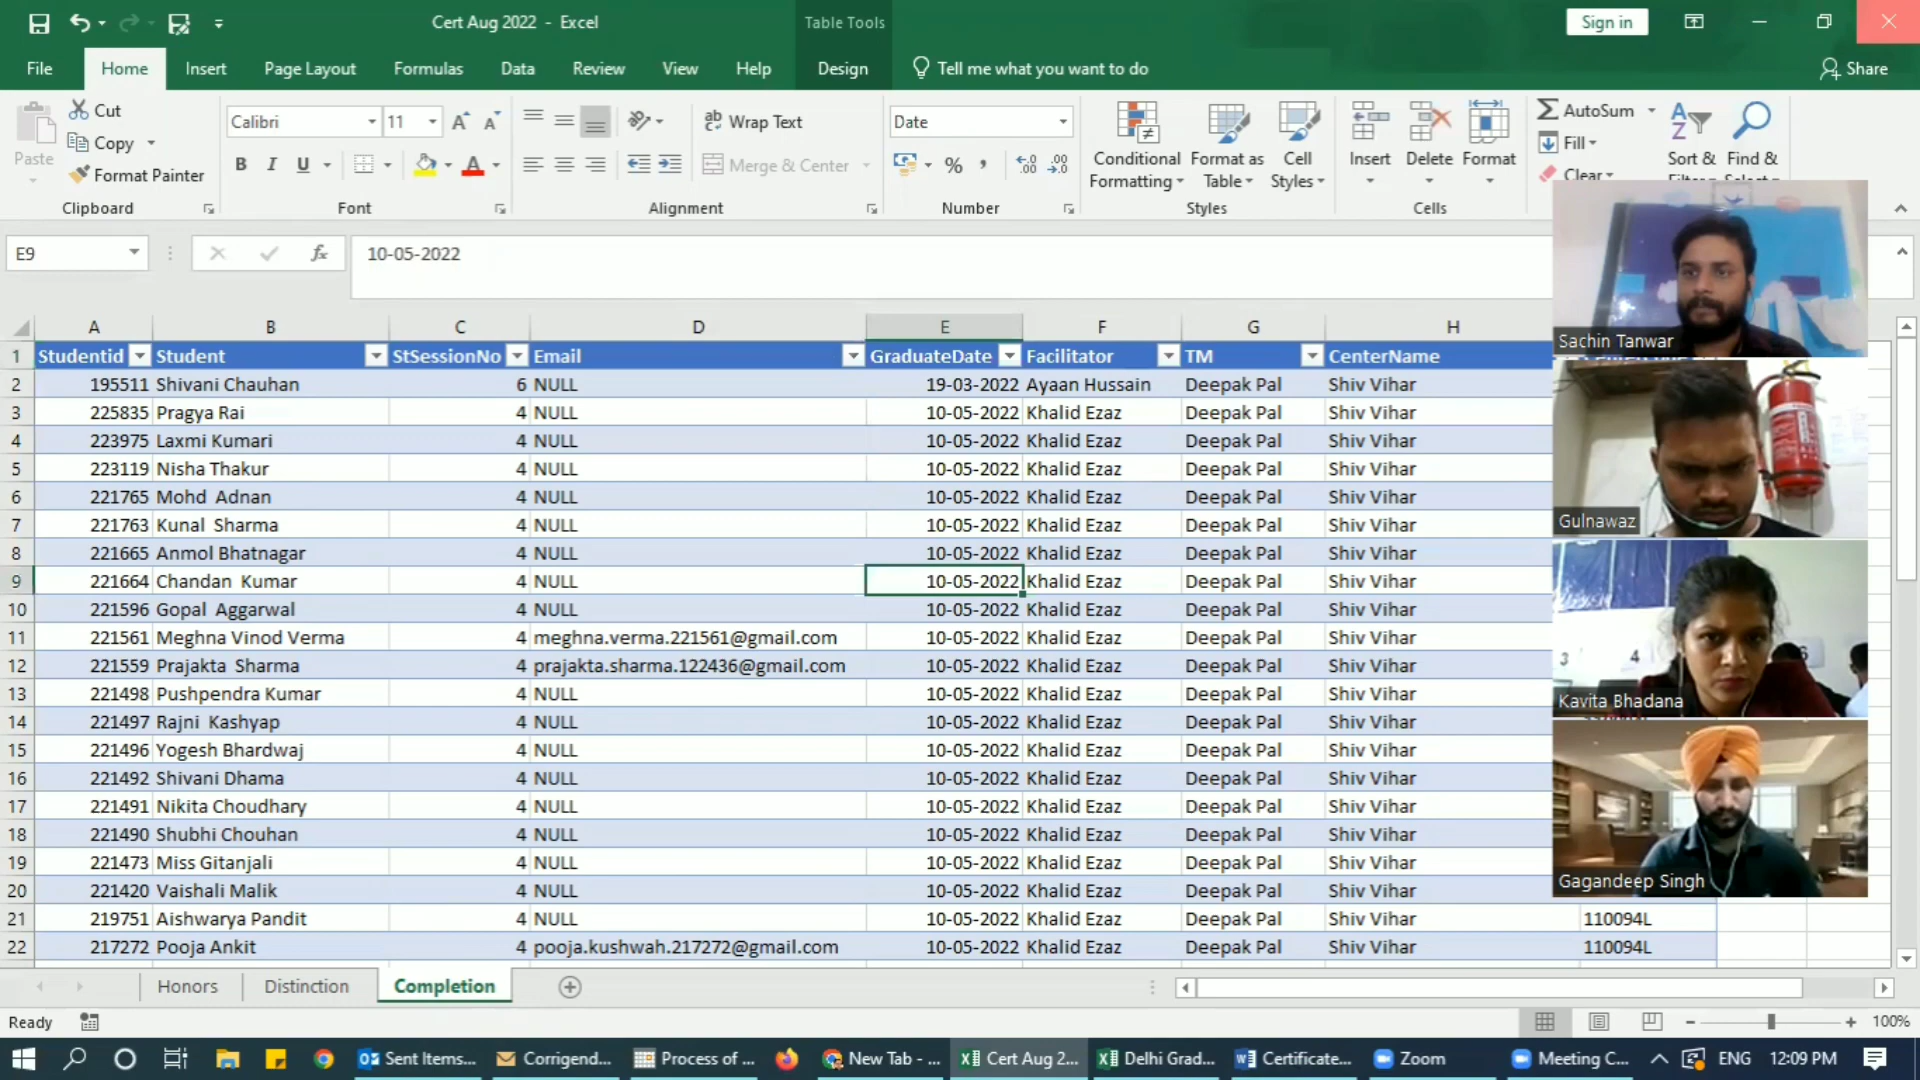 Cert Aug 2022 - Excel
Table Tools
Sign in
File Home Insert Page Layout Formulas Data Review View Help Design Tell me what you want to do Share
Cut
Copy
Format Painter
Paste
Calibri 11
B I U
Wrap Text
Merge & Center
Date
Conditional Formatting
Format as Table
Cell Styles
Insert Delete Format
AutoSum
Fill
Clear
Sort &
Find &
Clipboard Font Alignment Number Styles Cells
E9 fx 10-05-2022
A B C D E F G H
1 Studentid Student StSessionNo Email GraduateDate Facilitator TM CenterName
2 195511 Shivani Chauhan 6 NULL 19-03-2022 Ayaan Hussain Deepak Pal Shiv Vihar
3 225835 Pragya Rai 4 NULL 10-05-2022 Khalid Ezaz Deepak Pal Shiv Vihar
4 223975 Laxmi Kumari 4 NULL 10-05-2022 Khalid Ezaz Deepak Pal Shiv Vihar
5 223119 Nisha Thakur 4 NULL 10-05-2022 Khalid Ezaz Deepak Pal Shiv Vihar
6 221765 Mohd Adnan 4 NULL 10-05-2022 Khalid Ezaz Deepak Pal Shiv Vihar
7 221763 Kunal Sharma 4 NULL 10-05-2022 Khalid Ezaz Deepak Pal Shiv Vihar
8 221665 Anmol Bhatnagar 4 NULL 10-05-2022 Khalid Ezaz Deepak Pal Shiv Vihar
9 221664 Chandan Kumar 4 NULL 10-05-2022 Khalid Ezaz Deepak Pal Shiv Vihar
10 221596 Gopal Aggarwal 4 NULL 10-05-2022 Khalid Ezaz Deepak Pal Shiv Vihar
11 221561 Meghna Vinod Verma 4 meghna.verma.221561@gmail.com 10-05-2022 Khalid Ezaz Deepak Pal Shiv Vihar
12 221559 Prajakta Sharma 4 prajakta.sharma.122436@gmail.com 10-05-2022 Khalid Ezaz Deepak Pal Shiv Vihar
13 221498 Pushpendra Kumar 4 NULL 10-05-2022 Khalid Ezaz Deepak Pal Shiv Vihar
14 221497 Rajni Kashyap 4 NULL 10-05-2022 Khalid Ezaz Deepak Pal Shiv Vihar
15 221496 Yogesh Bhardwaj 4 NULL 10-05-2022 Khalid Ezaz Deepak Pal Shiv Vihar
16 221492 Shivani Dhama 4 NULL 10-05-2022 Khalid Ezaz Deepak Pal Shiv Vihar
17 221491 Nikita Choudhary 4 NULL 10-05-2022 Khalid Ezaz Deepak Pal Shiv Vihar
18 221490 Shubhi Chouhan 4 NULL 10-05-2022 Khalid Ezaz Deepak Pal Shiv Vihar
19 221473 Miss Gitanjali 4 NULL 10-05-2022 Khalid Ezaz Deepak Pal Shiv Vihar
20 221420 Vaishali Malik 4 NULL 10-05-2022 Khalid Ezaz Deepak Pal Shiv Vihar
21 219751 Aishwarya Pandit 4 NULL 10-05-2022 Khalid Ezaz Deepak Pal Shiv Vihar 110094L
22 217272 Pooja Ankit 4 pooja.kushwah.217272@gmail.com 10-05-2022 Khalid Ezaz Deepak Pal Shiv Vihar 110094L
Sachin Tanwar
Gulnawaz
3 4 6
Kavita Bhadana
Gagandeep Singh
Honors Distinction Completion
Ready 100%
Sent Items... Corrigend... Process of ... New Tab - ... Cert Aug 2... Delhi Grad... Certificate... Zoom Meeting C... ENG 12:09 PM